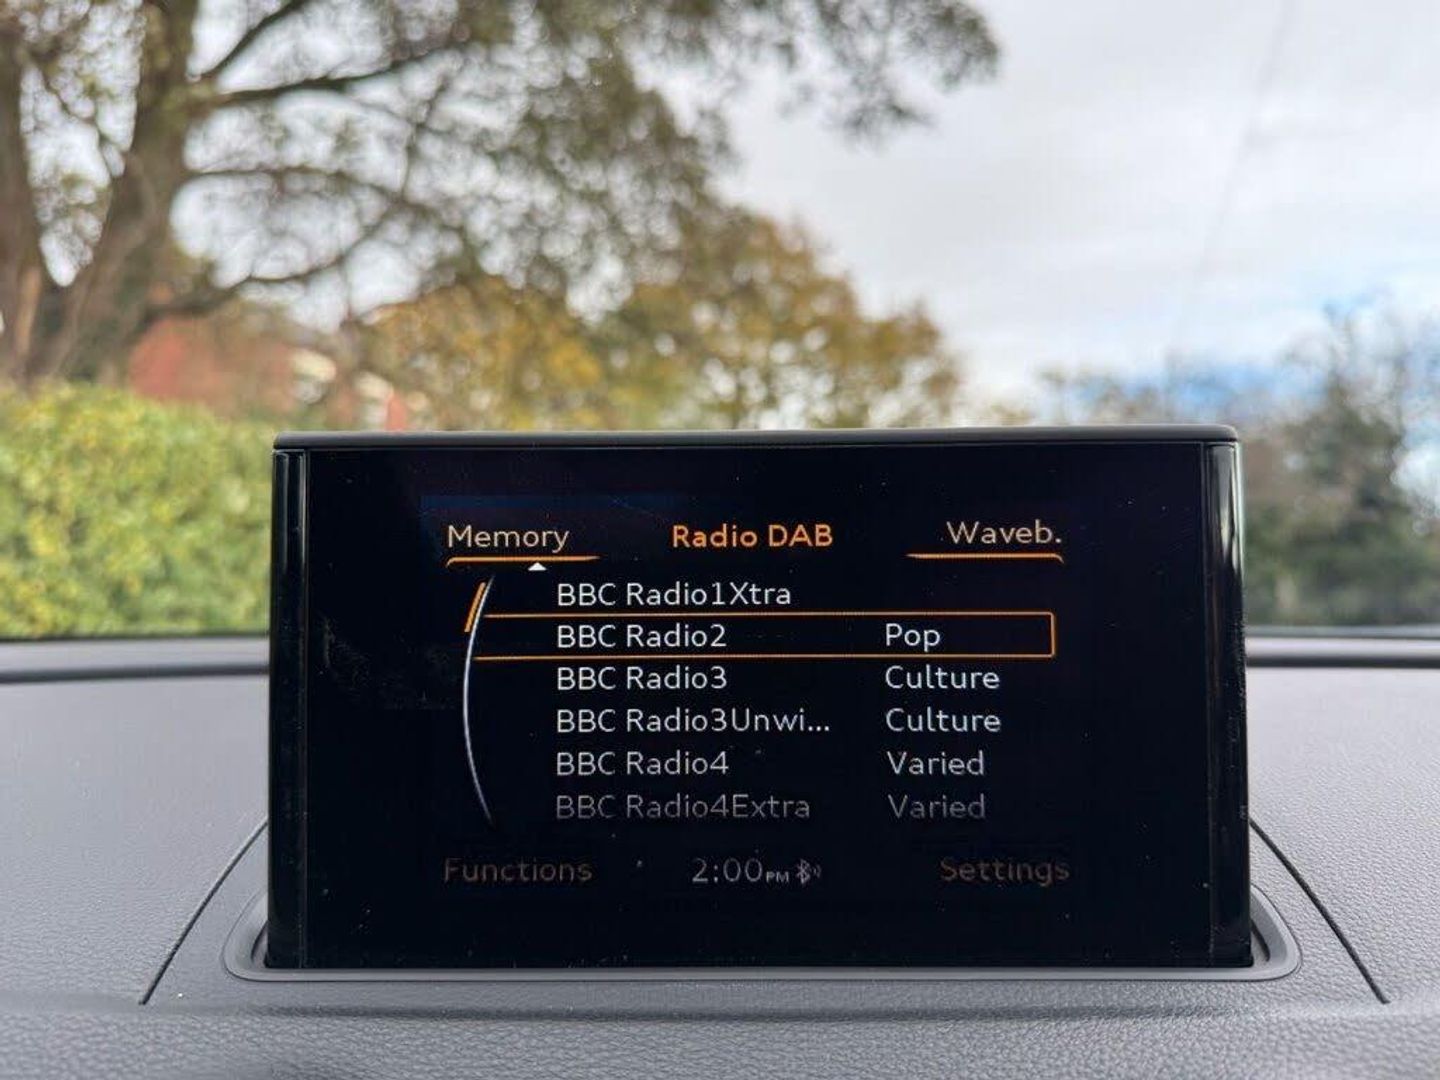 Memory Radio DAB Waveb.
BBC Radio1Xtra
BBC Radio2 Pop
BBC Radio3 Culture
BBC Radio3Unwi... Culture
BBC Radio4 Varied
BBC Radio4Extra Varied
Functions 2:00PM Settings